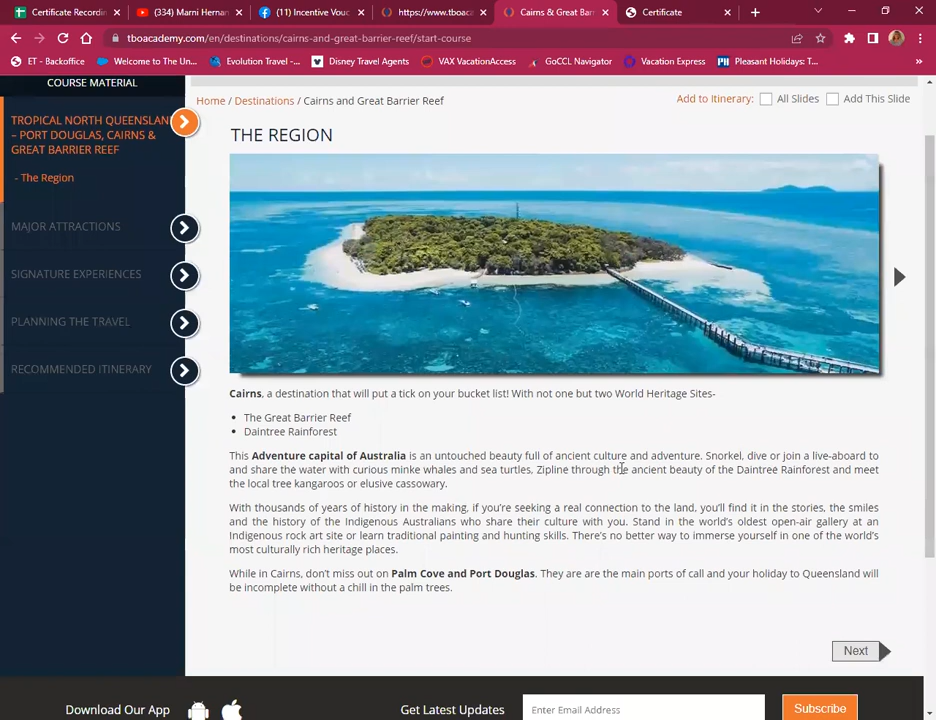 Certificate Recordin
(334) Marni Hernan
(11) Incentive Vouc
https://www.tboac
Cairns & Great Barr
Certificate
tboacademy.com/en/destinations/cairns-and-great-barrier-reef/start-course
ET - Backoffice
Welcome to The Un...
Evolution Travel -...
Disney Travel Agents
VAX VacationAccess
GoCCL Navigator
Vacation Express
Pleasant Holidays: T...
COURSE MATERIAL
TROPICAL NORTH QUEENSLAN
– PORT DOUGLAS, CAIRNS &
GREAT BARRIER REEF
- The Region
MAJOR ATTRACTIONS
SIGNATURE EXPERIENCES
PLANNING THE TRAVEL
RECOMMENDED ITINERARY
Home / Destinations / Cairns and Great Barrier Reef
Add to Itinerary: All Slides Add This Slide
THE REGION
Cairns, a destination that will put a tick on your bucket list! With not one but two World Heritage Sites-
• The Great Barrier Reef
• Daintree Rainforest
This Adventure capital of Australia is an untouched beauty full of ancient culture and adventure. Snorkel, dive or join a live-aboard to
and share the water with curious minke whales and sea turtles, Zipline through the ancient beauty of the Daintree Rainforest and meet
the local tree kangaroos or elusive cassowary.
With thousands of years of history in the making, if you're seeking a real connection to the land, you'll find it in the stories, the smiles
and the history of the Indigenous Australians who share their culture with you. Stand in the world's oldest open-air gallery at an
Indigenous rock art site or learn traditional painting and hunting skills. There's no better way to immerse yourself in one of the world's
most culturally rich heritage places.
While in Cairns, don't miss out on Palm Cove and Port Douglas. They are are the main ports of call and your holiday to Queensland will
be incomplete without a chill in the palm trees.
Next
Download Our App
Get Latest Updates
Enter Email Address
Subscribe